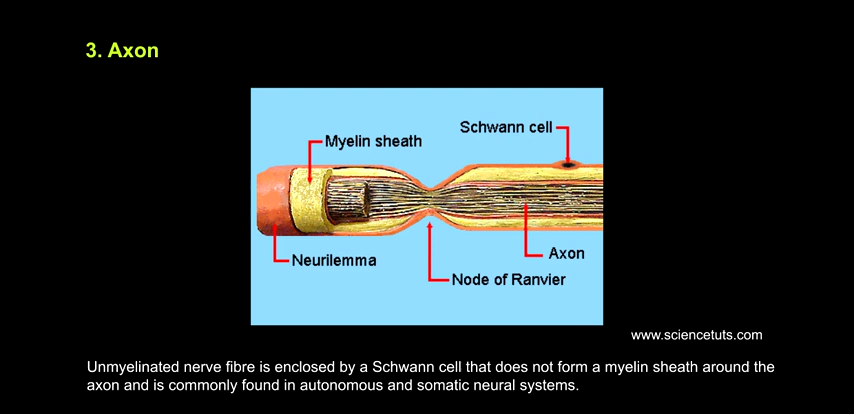 3. Axon
Schwann cell
Myelin sheath
Neurilemma
Axon
Node of Ranvier
www.sciencetuts.com
Unmyelinated nerve fibre is enclosed by a Schwann cell that does not form a myelin sheath around the
axon and is commonly found in autonomous and somatic neural systems.